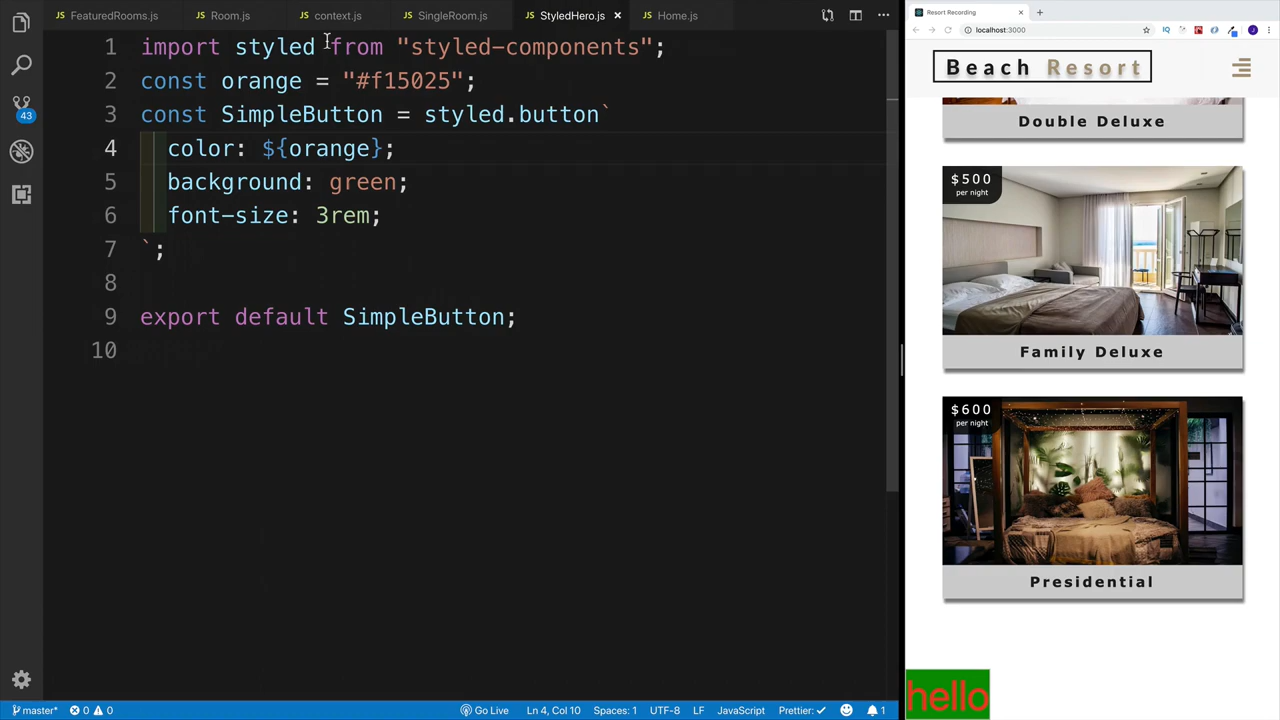 FeaturedRooms.js
Room.js
context.js
SingleRoom.js
StyledHero.js
Home.js
43
1 import styled from "styled-components";
2 const orange = "#f15025";
3 const SimpleButton = styled.button`
4 color: ${orange};
5 background: green;
6 font-size: 3rem;
7 `;
8
9 export default SimpleButton;
10
master*
0
0
Go Live
Ln 4, Col 10
Spaces: 1
UTF-8
LF
JavaScript
Prettier: ✓
1
Resort Recording
localhost:3000
IQ
J
Beach Resort
Double Deluxe
$500
per night
Family Deluxe
$600
per night
Presidential
hello